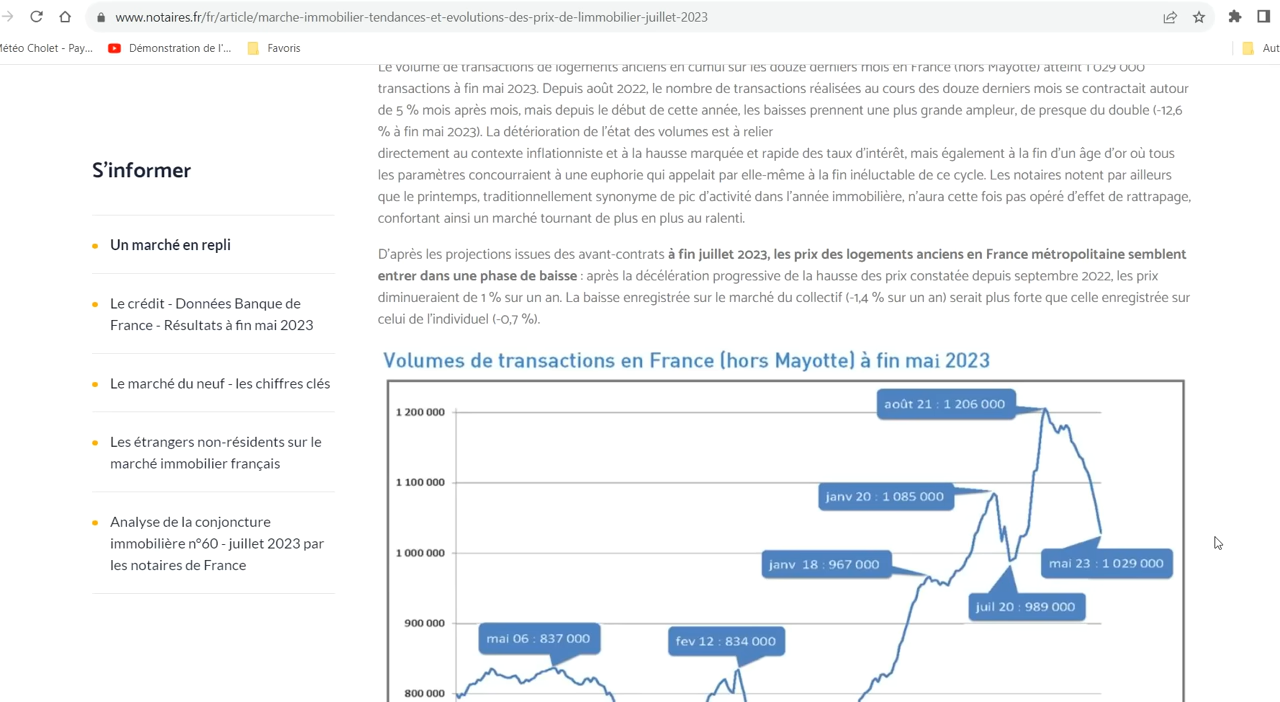 www.notaires.fr/fr/article/marche-immobilier-tendances-et-evolutions-des-prix-de-limmobilier-juillet-2023
Météo Cholet - Pay...
Démonstration de l'...
Favoris
Aut
Le volume de transactions de logements anciens en cumul sur les douze derniers mois en France (hors Mayotte) atteint 1 029 000
transactions à fin mai 2023. Depuis août 2022, le nombre de transactions réalisées au cours des douze derniers mois se contractait autour
de 5 % mois après mois, mais depuis le début de cette année, les baisses prennent une plus grande ampleur, de presque du double (-12,6
% à fin mai 2023). La détérioration de l'état des volumes est à relier
directement au contexte inflationniste et à la hausse marquée et rapide des taux d'intérêt, mais également à la fin d'un âge d'or où tous
les paramètres concourraient à une euphorie qui appelait par elle-même à la fin inéluctable de ce cycle. Les notaires notent par ailleurs
que le printemps, traditionnellement synonyme de pic d'activité dans l'année immobilière, n'aura cette fois pas opéré d'effet de rattrapage,
confortant ainsi un marché tournant de plus en plus au ralenti.
D'après les projections issues des avant-contrats à fin juillet 2023, les prix des logements anciens en France métropolitaine semblent
entrer dans une phase de baisse : après la décélération progressive de la hausse des prix constatée depuis septembre 2022, les prix
diminueraient de 1 % sur un an. La baisse enregistrée sur le marché du collectif (-1,4 % sur un an) serait plus forte que celle enregistrée sur
celui de l'individuel (-0,7 %).
S'informer
Un marché en repli
Le crédit - Données Banque de
France - Résultats à fin mai 2023
Le marché du neuf - les chiffres clés
Les étrangers non-résidents sur le
marché immobilier français
Analyse de la conjoncture
immobilière n°60 - juillet 2023 par
les notaires de France
Volumes de transactions en France (hors Mayotte) à fin mai 2023
1 200 000
1 100 000
1 000 000
900 000
800 000
août 21 : 1 206 000
janv 20 : 1 085 000
janv 18 : 967 000
mai 23 : 1 029 000
juil 20 : 989 000
mai 06 : 837 000
fev 12 : 834 000